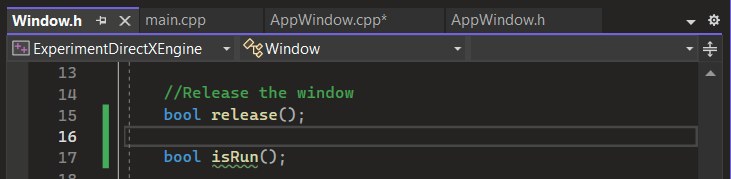 Window.h main.cpp AppWindow.cpp* AppWindow.h
ExperimentDirectXEngine Window
13
14 //Release the window
15 bool release();
16
17 bool isRun();
18